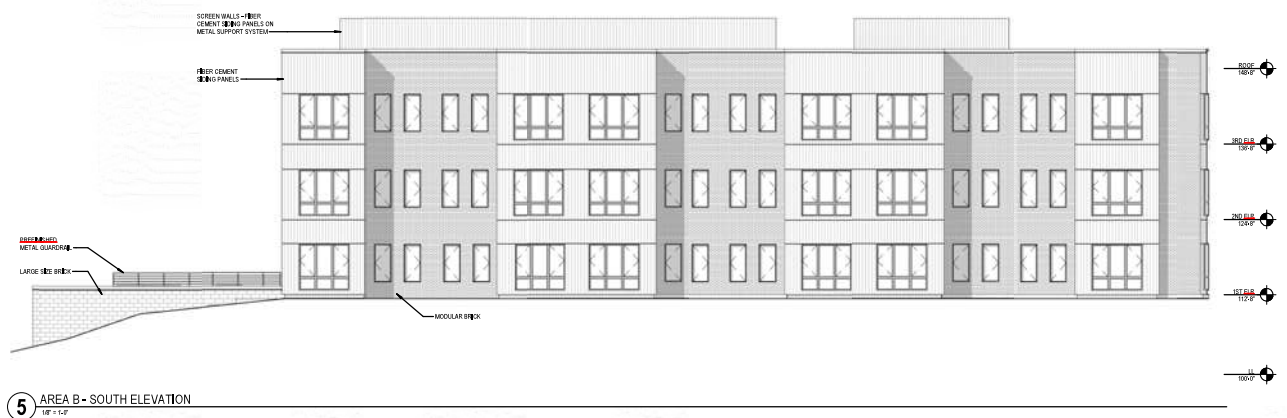 SCREEN WALLS - FIBER
CEMENT SIDING PANELS ON
METAL SUPPORT SYSTEM
FIBER CEMENT
SIDING PANELS
ROOF
148'-8"
3RD FLR
136'-8"
2ND FLR
124'-8"
PREFINISHED
METAL GUARDRAIL
LARGE SIZE BRICK
1ST FLR
112'-8"
MODULAR BRICK
LL
100'-0"
5 AREA B - SOUTH ELEVATION
1/8" = 1'-0"